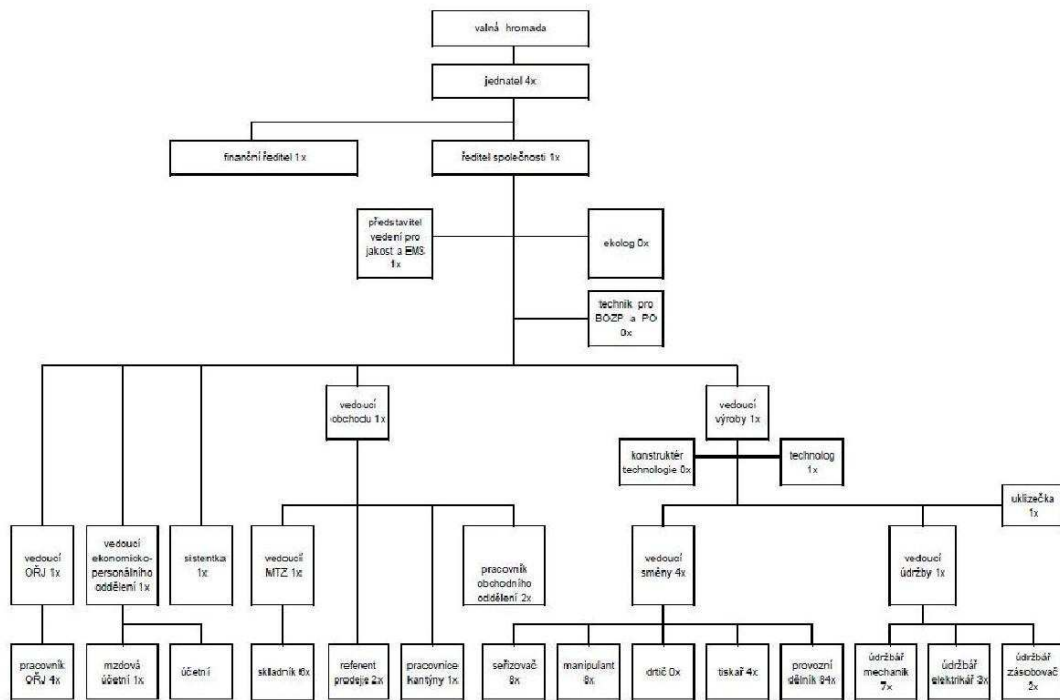 valná hromada
jednatel 4x
finanční ředitel 1x
ředitel společnosti 1x
představitel
vedení pro
jakost a EMS
1x
ekolog 0x
technik pro
BOZP a PO
0x
vedoucí
obchodu 1x
vedoucí
výroby 1x
konstruktér
technologie 0x
technolog
1x
uklízečka
1x
vedoucí
OŘJ 1x
vedoucí
ekonomicko-
personálního
oddělení 1x
sistentka
1x
vedoucí
MTZ 1x
pracovník
obchodního
oddělení 2x
vedoucí
směny 4x
vedoucí
údržby 1x
pracovník
OŘJ 4x
mzdová
účetní 1x
účetní
skladník 6x
referent
prodeje 2x
pracovnice
kantýny 1x
seřizovač
8x
manipulant
8x
drtič 0x
tiskař 4x
provozní
dělník 84x
údržbář
mechanik
7x
údržbář
elektrikář 3x
údržbář
zásobovač
2x